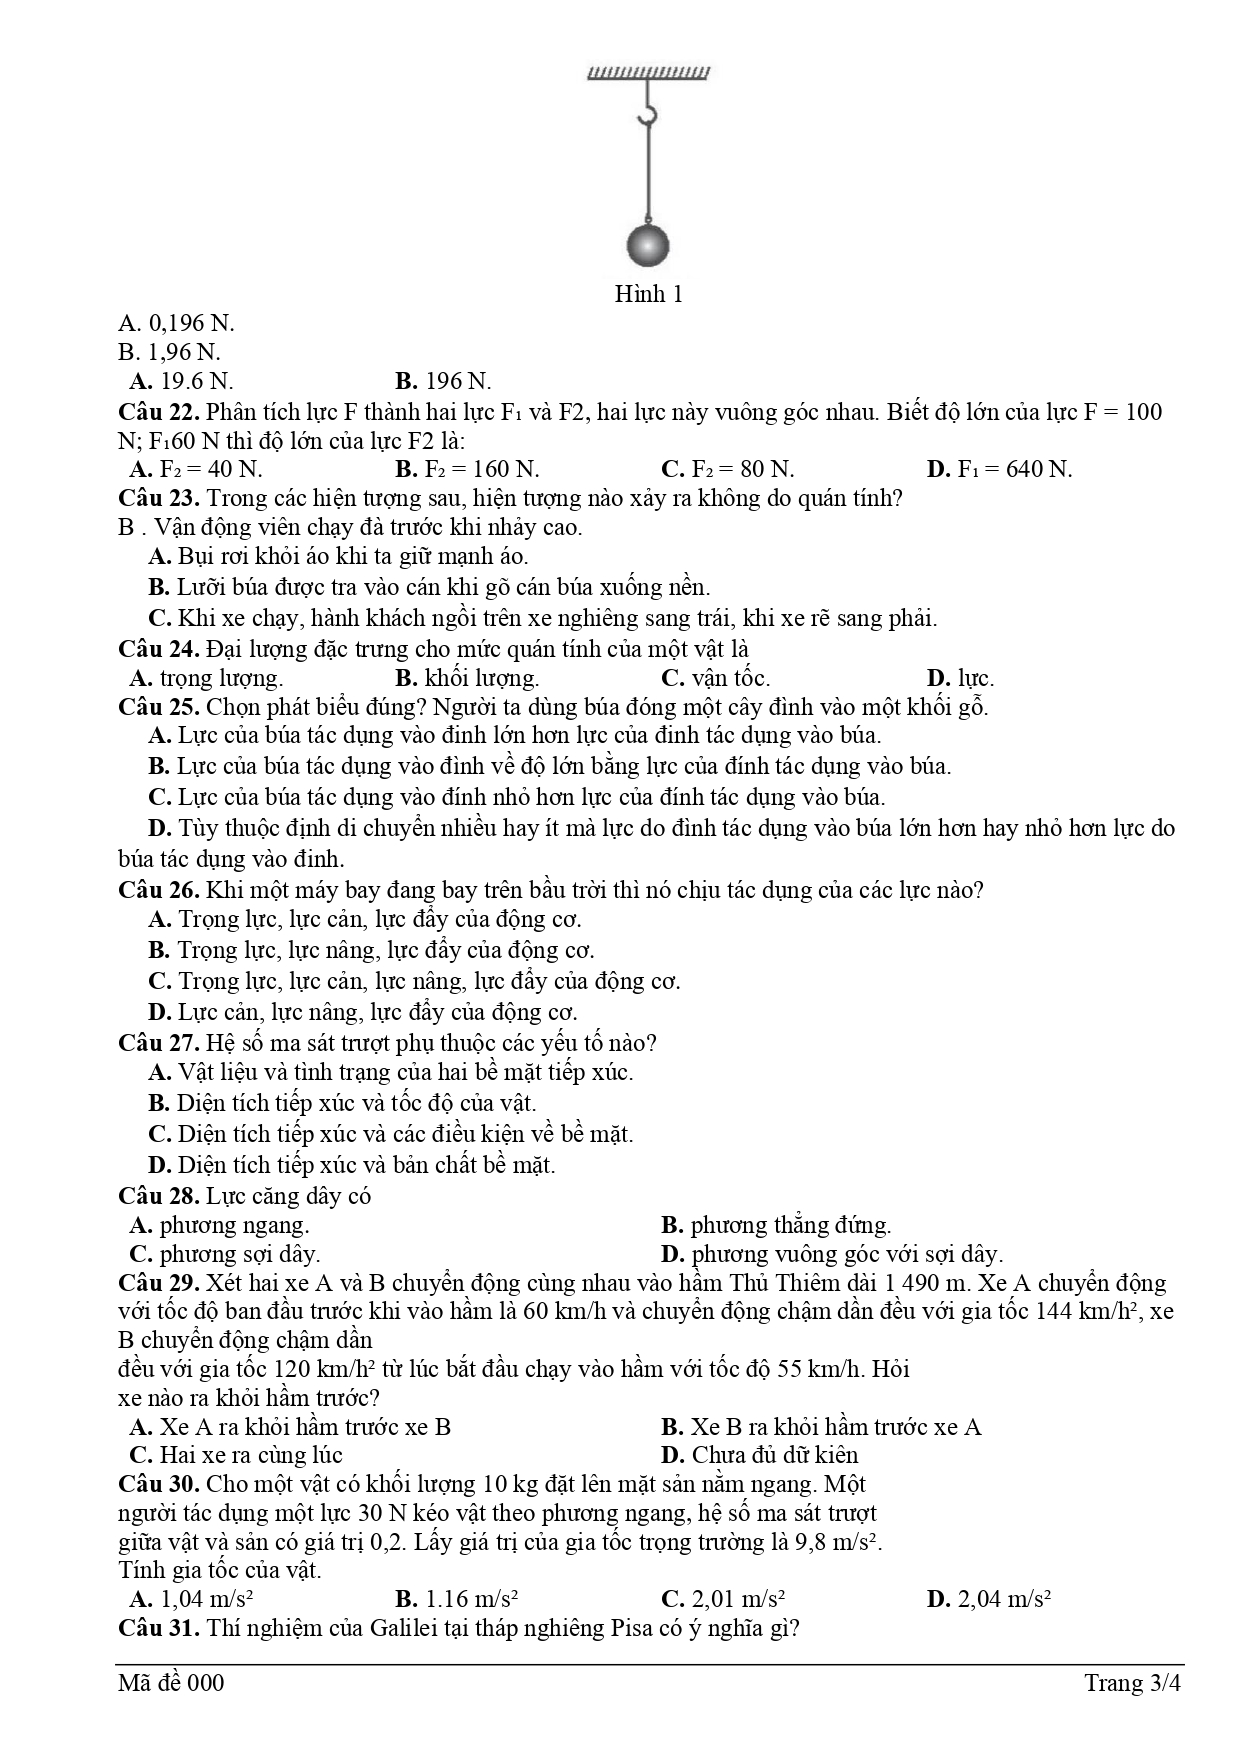 Hình 1
A. 0,196 N.
B. 1,96 N.
A. 19.6 N. B. 196 N.
Câu 22. Phân tích lực F thành hai lực F₁ và F2, hai lực này vuông góc nhau. Biết độ lớn của lực F = 100
N; F₁60 N thì độ lớn của lực F2 là:
A. F₂ = 40 N. B. F₂ = 160 N. C. F₂ = 80 N. D. F₁ = 640 N.
Câu 23. Trong các hiện tượng sau, hiện tượng nào xảy ra không do quán tính?
B . Vận động viên chạy đà trước khi nhảy cao.
A. Bụi rơi khỏi áo khi ta giữ mạnh áo.
B. Lưỡi búa được tra vào cán khi gõ cán búa xuống nền.
C. Khi xe chạy, hành khách ngồi trên xe nghiêng sang trái, khi xe rẽ sang phải.
Câu 24. Đại lượng đặc trưng cho mức quán tính của một vật là
A. trọng lượng. B. khối lượng. C. vận tốc. D. lực.
Câu 25. Chọn phát biểu đúng? Người ta dùng búa đóng một cây đình vào một khối gỗ.
A. Lực của búa tác dụng vào đinh lớn hơn lực của đinh tác dụng vào búa.
B. Lực của búa tác dụng vào đình về độ lớn bằng lực của đính tác dụng vào búa.
C. Lực của búa tác dụng vào đính nhỏ hơn lực của đính tác dụng vào búa.
D. Tùy thuộc định di chuyển nhiều hay ít mà lực do đình tác dụng vào búa lớn hơn hay nhỏ hơn lực do
búa tác dụng vào đinh.
Câu 26. Khi một máy bay đang bay trên bầu trời thì nó chịu tác dụng của các lực nào?
A. Trọng lực, lực cản, lực đẩy của động cơ.
B. Trọng lực, lực nâng, lực đẩy của động cơ.
C. Trọng lực, lực cản, lực nâng, lực đẩy của động cơ.
D. Lực cản, lực nâng, lực đẩy của động cơ.
Câu 27. Hệ số ma sát trượt phụ thuộc các yếu tố nào?
A. Vật liệu và tình trạng của hai bề mặt tiếp xúc.
B. Diện tích tiếp xúc và tốc độ của vật.
C. Diện tích tiếp xúc và các điều kiện về bề mặt.
D. Diện tích tiếp xúc và bản chất bề mặt.
Câu 28. Lực căng dây có
A. phương ngang. B. phương thẳng đứng.
C. phương sợi dây. D. phương vuông góc với sợi dây.
Câu 29. Xét hai xe A và B chuyển động cùng nhau vào hầm Thủ Thiêm dài 1 490 m. Xe A chuyển động
với tốc độ ban đầu trước khi vào hầm là 60 km/h và chuyển động chậm dần đều với gia tốc 144 km/h², xe
B chuyển động chậm dần
đều với gia tốc 120 km/h² từ lúc bắt đầu chạy vào hầm với tốc độ 55 km/h. Hỏi
xe nào ra khỏi hầm trước?
A. Xe A ra khỏi hầm trước xe B B. Xe B ra khỏi hầm trước xe A
C. Hai xe ra cùng lúc D. Chưa đủ dữ kiên
Câu 30. Cho một vật có khối lượng 10 kg đặt lên mặt sản nằm ngang. Một
người tác dụng một lực 30 N kéo vật theo phương ngang, hệ số ma sát trượt
giữa vật và sản có giá trị 0,2. Lấy giá trị của gia tốc trọng trường là 9,8 m/s².
Tính gia tốc của vật.
A. 1,04 m/s² B. 1.16 m/s² C. 2,01 m/s² D. 2,04 m/s²
Câu 31. Thí nghiệm của Galilei tại tháp nghiêng Pisa có ý nghĩa gì?
Mã đề 000 Trang 3/4